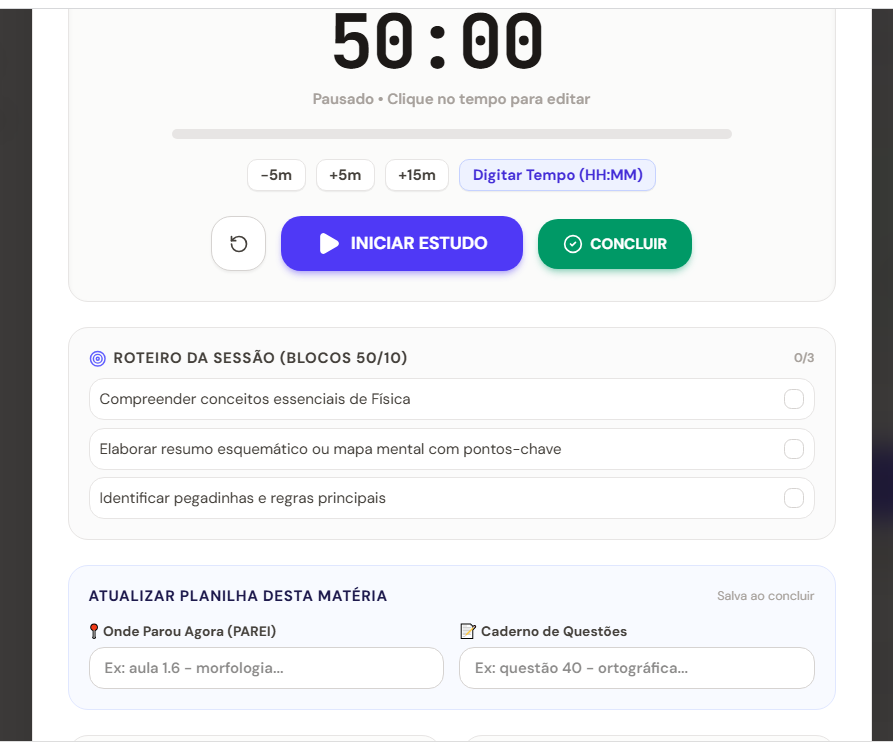 50:00
Pausado • Clique no tempo para editar
-5m +5m +15m Digitar Tempo (HH:MM)
INICIAR ESTUDO CONCLUIR
ROTEIRO DA SESSÃO (BLOCOS 50/10) 0/3
Compreender conceitos essenciais de Física
Elaborar resumo esquemático ou mapa mental com pontos-chave
Identificar pegadinhas e regras principais
ATUALIZAR PLANILHA DESTA MATÉRIA Salva ao concluir
Onde Parou Agora (PAREI) Caderno de Questões
Ex: aula 1.6 - morfologia... Ex: questão 40 - ortográfica...